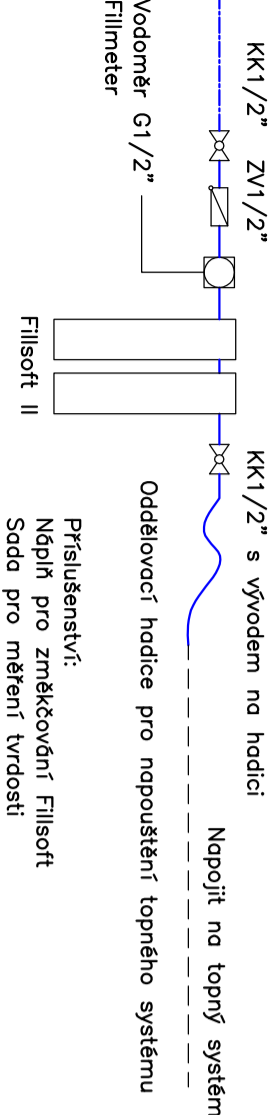 KK1/2" ZV1/2"
KK1/2" s vývodem na hadici
Napojit na topný systém
Vodoměr G1/2"
Fillmeter
Oddělovací hadice pro napouštění topného systému
Fillsoft II
Příslušenství:
Náplň pro změkčování Fillsoft
Sada pro měření tvrdosti